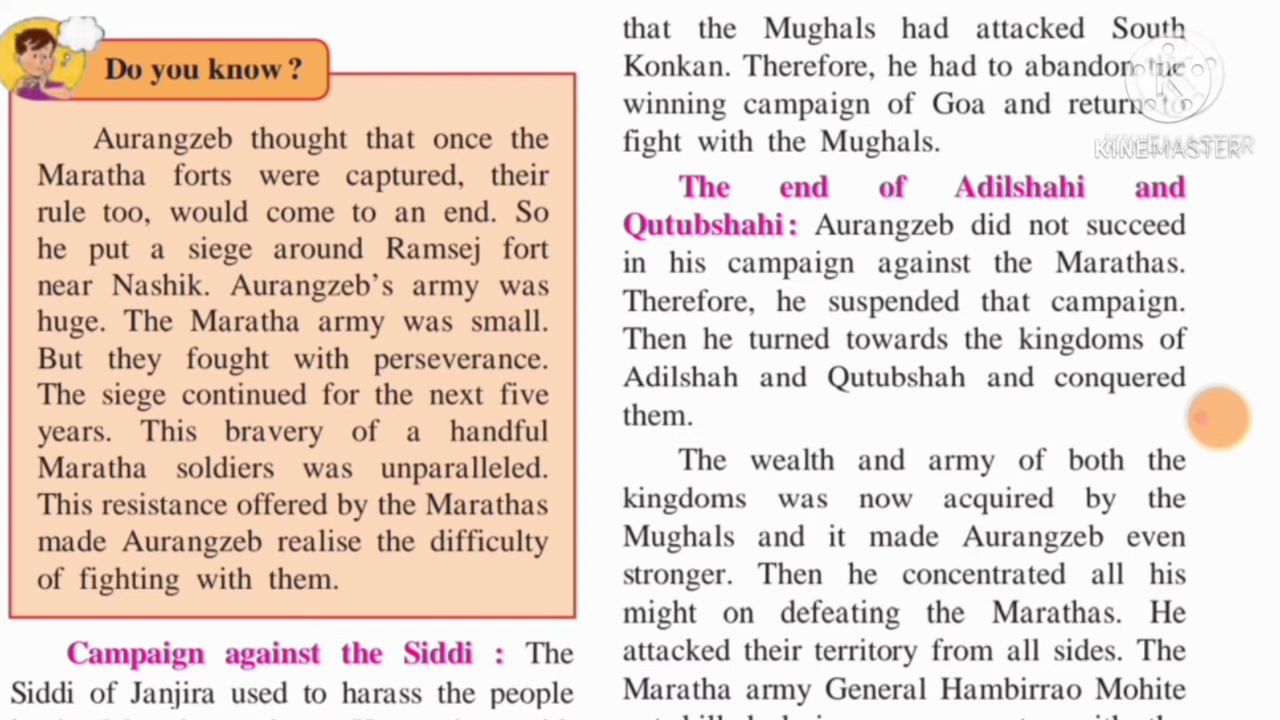 Do you know ?
Aurangzeb thought that once the
Maratha forts were captured, their
rule too, would come to an end. So
he put a siege around Ramsej fort
near Nashik. Aurangzeb's army was
huge. The Maratha army was small.
But they fought with perseverance.
The siege continued for the next five
years. This bravery of a handful
Maratha soldiers was unparalleled.
This resistance offered by the Marathas
made Aurangzeb realise the difficulty
of fighting with them.
Campaign against the Siddi : The
Siddi of Janjira used to harass the people
that the Mughals had attacked South
Konkan. Therefore, he had to abandon the
winning campaign of Goa and return to
fight with the Mughals.
The end of Adilshahi and
Qutubshahi : Aurangzeb did not succeed
in his campaign against the Marathas.
Therefore, he suspended that campaign.
Then he turned towards the kingdoms of
Adilshah and Qutubshah and conquered
them.
The wealth and army of both the
kingdoms was now acquired by the
Mughals and it made Aurangzeb even
stronger. Then he concentrated all his
might on defeating the Marathas. He
attacked their territory from all sides. The
Maratha army General Hambirrao Mohite
K
KINEMASTER